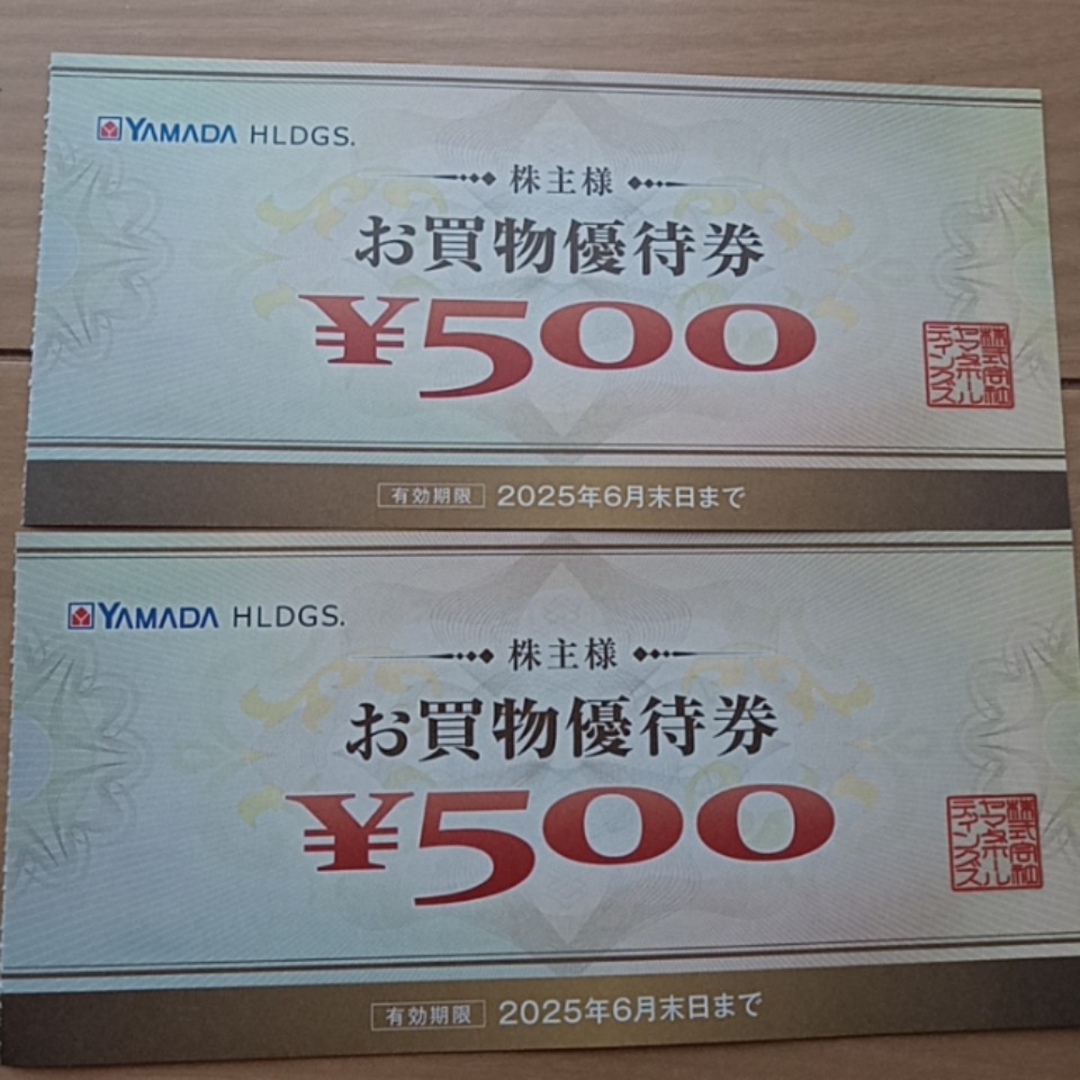 YAMADA HLDGS.
株主様
お買物優待券
¥500
株式会社
ヤマダホール
ディングス
有効期限 2025年6月末日まで
YAMADA HLDGS.
株主様
お買物優待券
¥500
株式会社
ヤマダホール
ディングス
有効期限 2025年6月末日まで